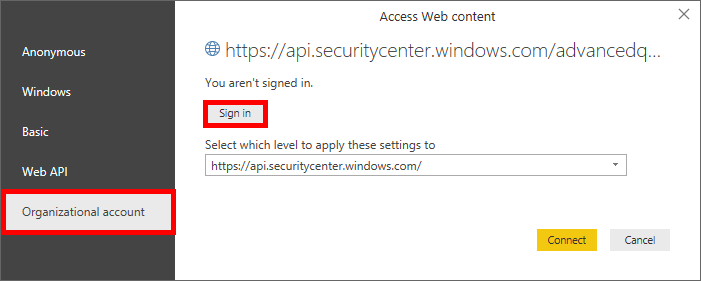 Access Web content
Anonymous
Windows
Basic
Web API
Organizational account
https://api.securitycenter.windows.com/advancedq...
You aren't signed in.
Sign in
Select which level to apply these settings to
https://api.securitycenter.windows.com/
Connect
Cancel